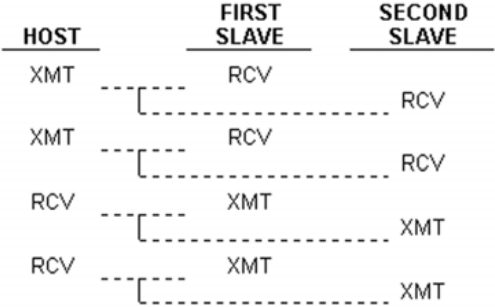 FIRST SECOND
HOST SLAVE SLAVE
XMT RCV
RCV
XMT RCV
RCV
RCV XMT
XMT
RCV XMT
XMT